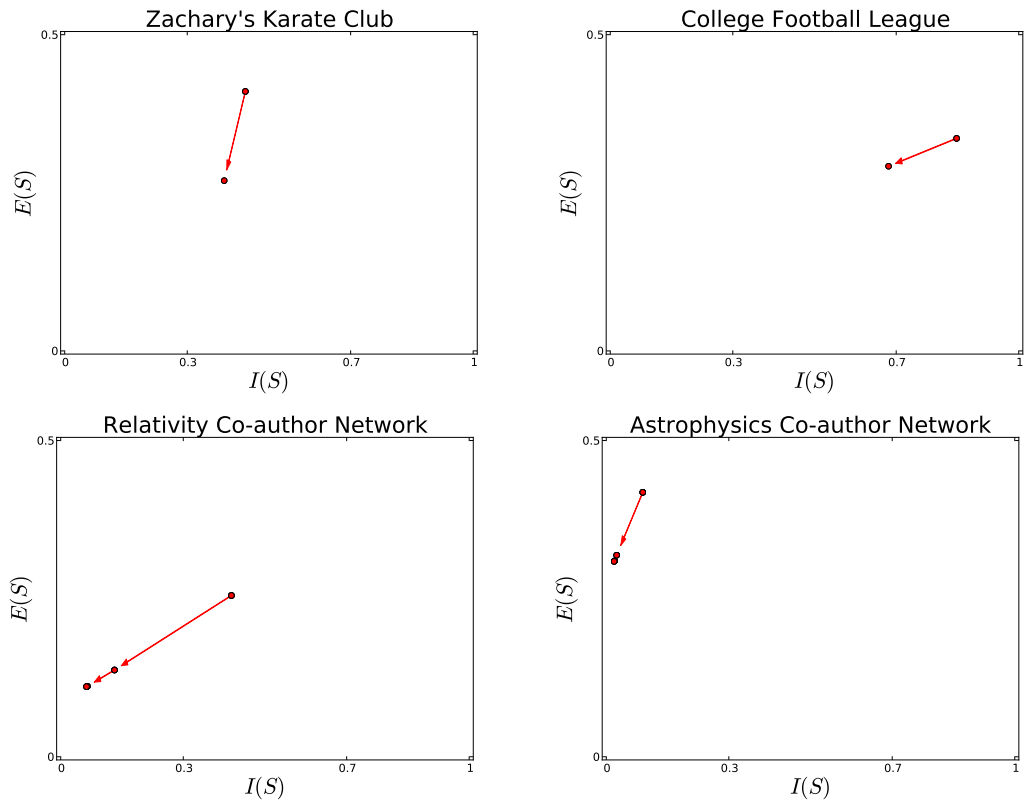 Zachary's Karate Club
0.5
E(S)
0
0 0.3 0.7 1
I(S)
College Football League
0.5
E(S)
0
0 0.3 0.7 1
I(S)
Relativity Co-author Network
0.5
E(S)
0
0 0.3 0.7 1
I(S)
Astrophysics Co-author Network
0.5
E(S)
0
0 0.3 0.7 1
I(S)